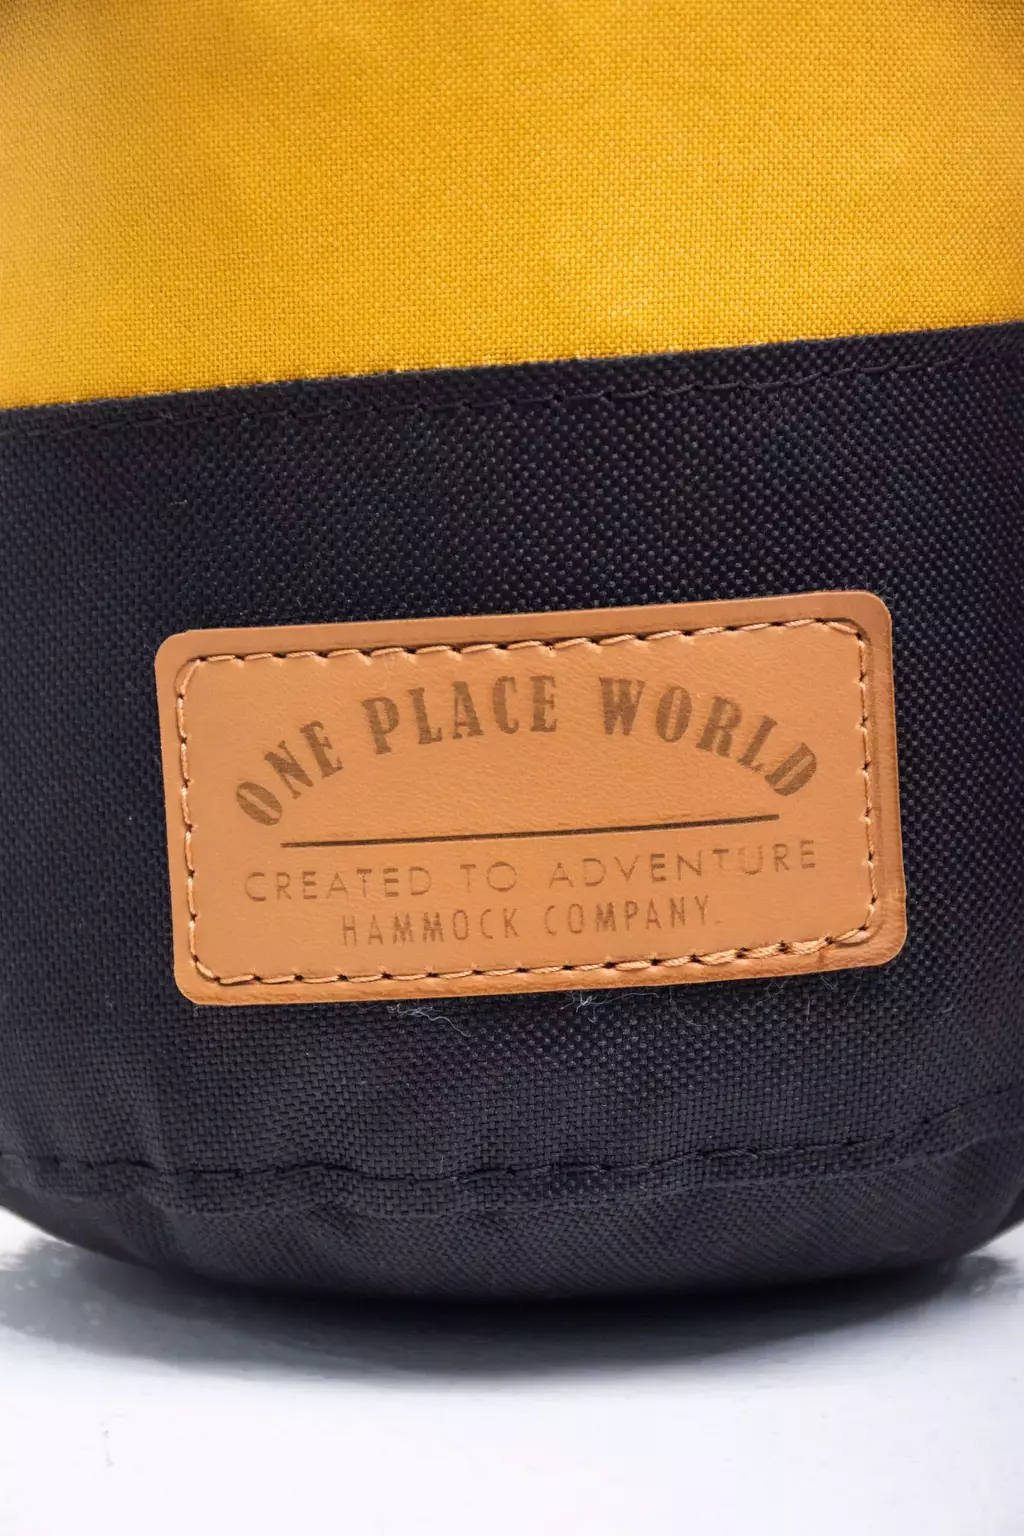 ONE PLACE WORLD
CREATED TO ADVENTURE
HAMMOCK COMPANY.